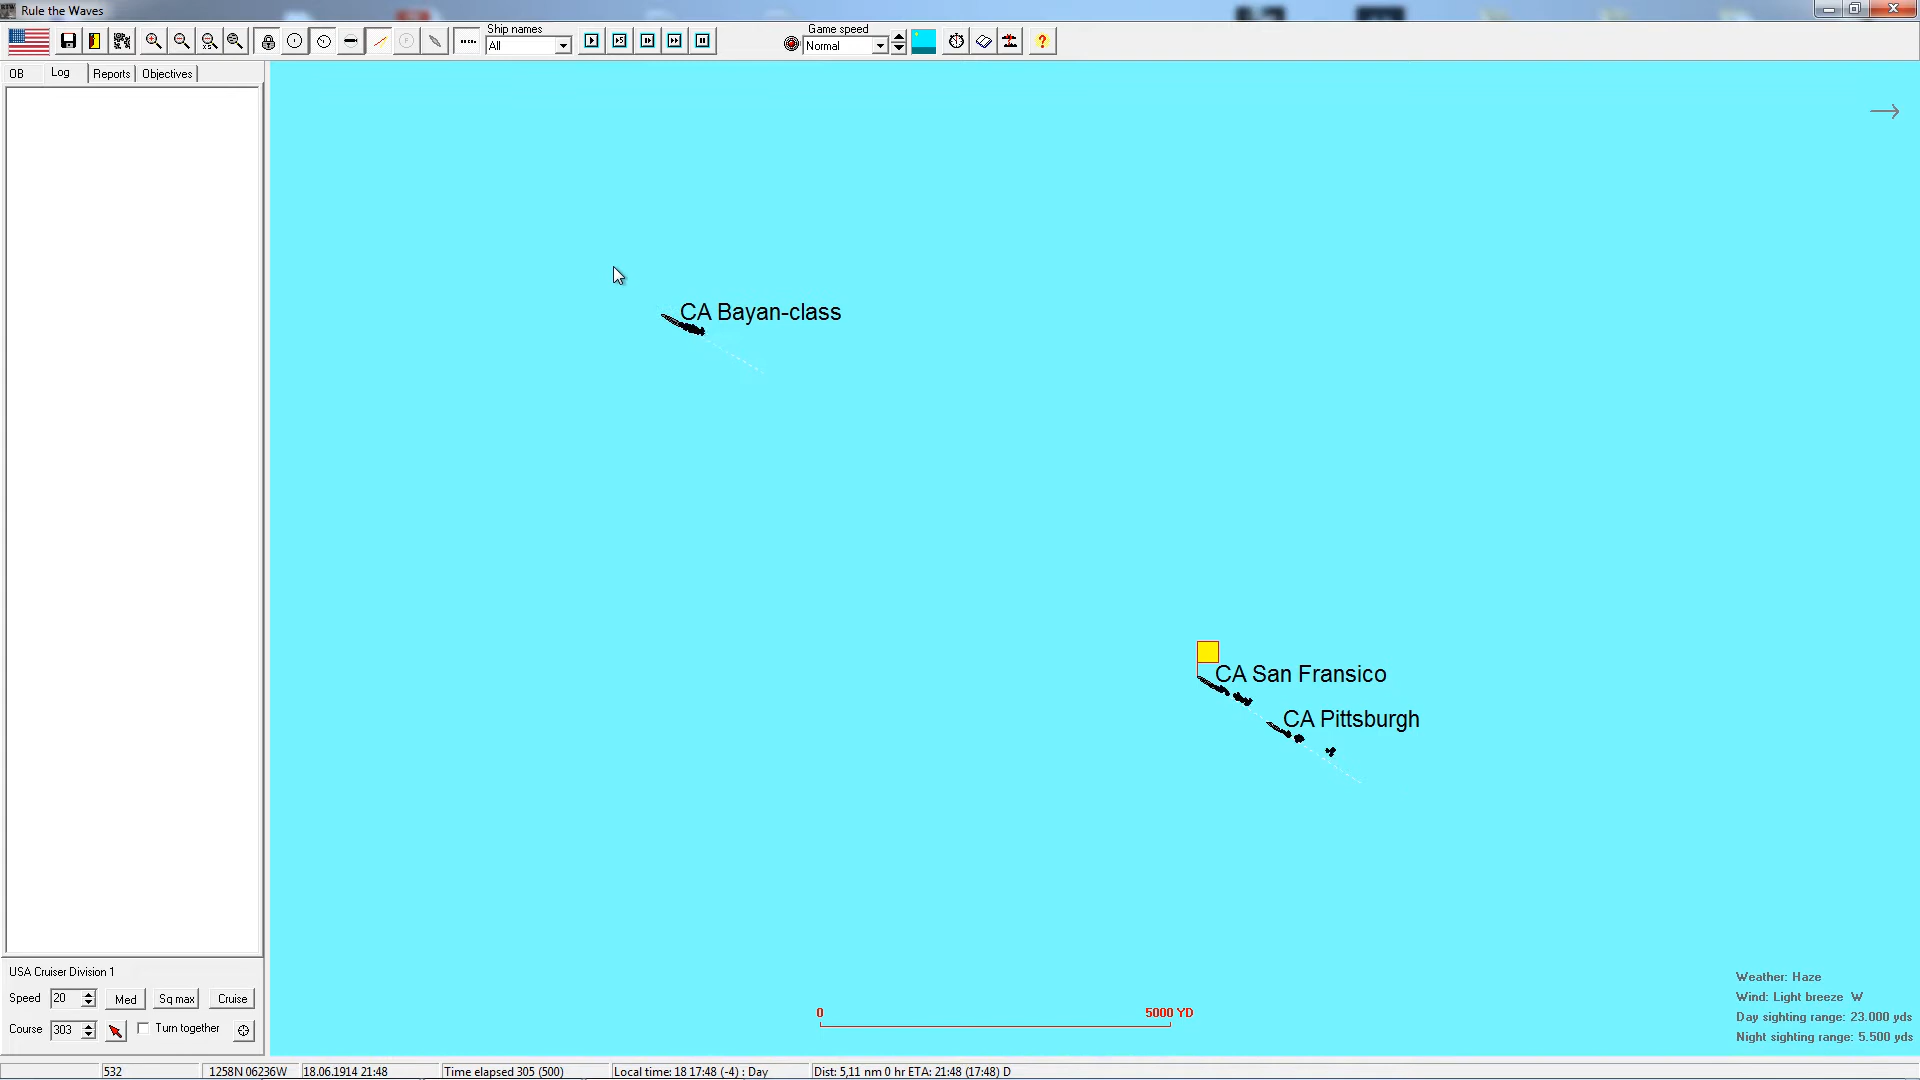 Rule the Waves
Ship names
All
Game speed
Normal
OB Log Reports Objectives
CA Bayan-class
CA San Fransico
CA Pittsburgh
USA Cruiser Division 1
Speed 20 Med Sq max Cruise
Course 303 Turn together
0 5000 YD
Weather: Haze
Wind: Light breeze W
Day sighting range: 23.000 yds
Night sighting range: 5.500 yds
532 1258N 06236W 18.06.1914 21:48 Time elapsed 305 (500) Local time: 18 17:48 (-4) : Day Dist: 5,11 nm 0 hr ETA: 21:48 (17:48) D